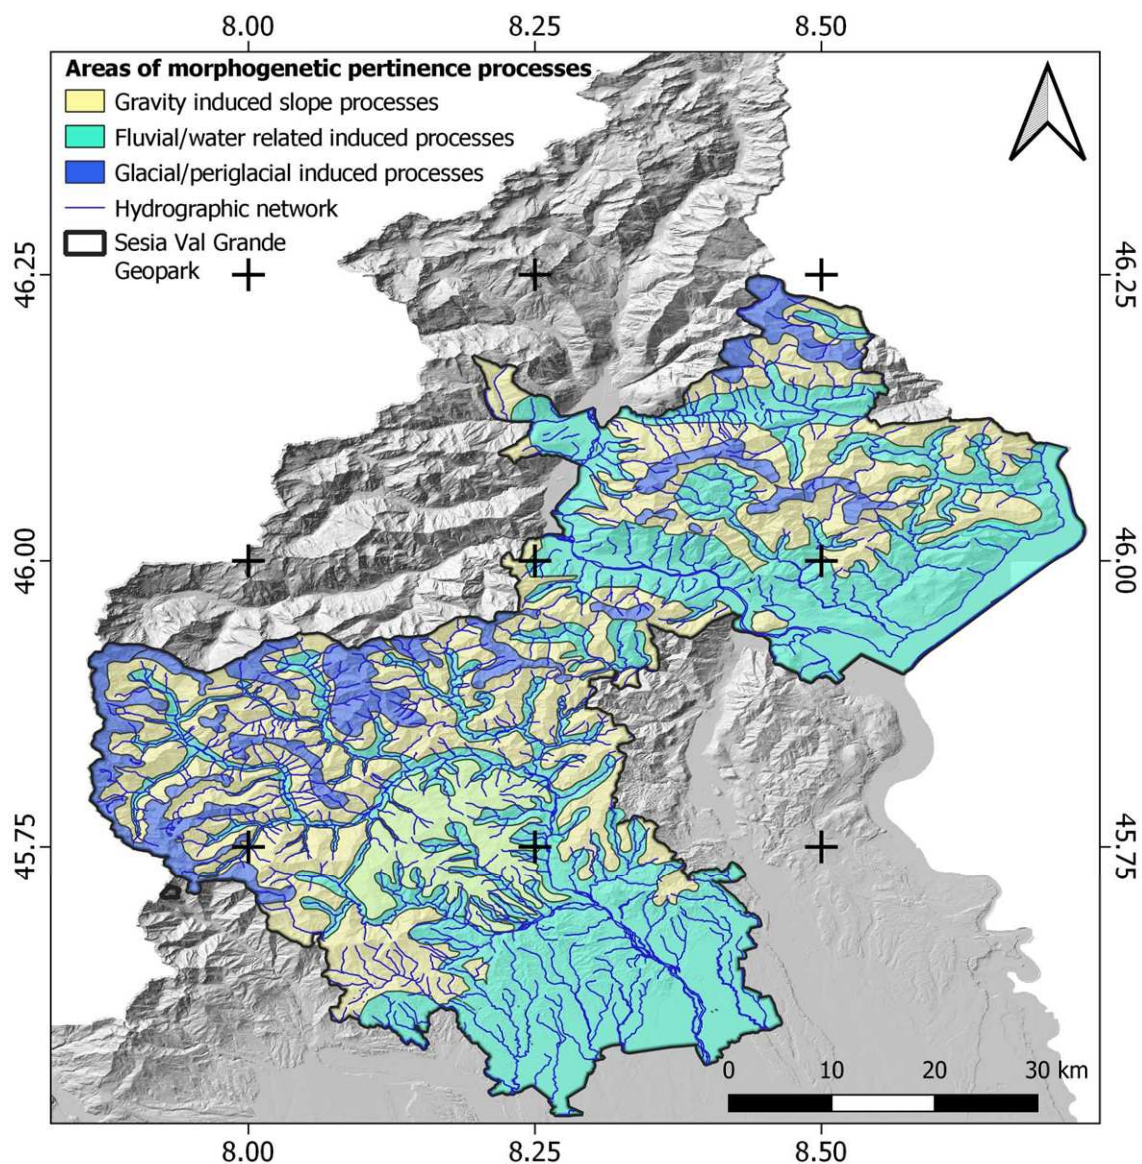 8.00 8.25 8.50
Areas of morphogenetic pertinence processes
Gravity induced slope processes
Fluvial/water related induced processes
Glacial/periglacial induced processes
Hydrographic network
Sesia Val Grande
Geopark
46.25 46.25
46.00 46.00
45.75 45.75
0 10 20 30 km
8.00 8.25 8.50